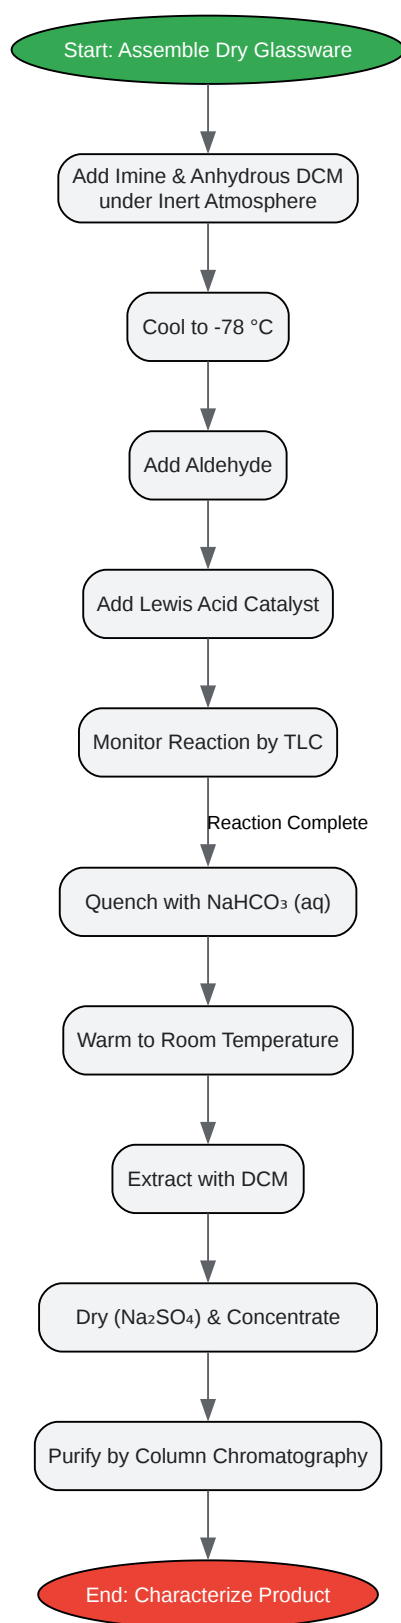 Start: Assemble Dry Glassware
Add Imine & Anhydrous DCM
under Inert Atmosphere
Cool to -78 °C
Add Aldehyde
Add Lewis Acid Catalyst
Monitor Reaction by TLC
Reaction Complete
Quench with NaHCO₃ (aq)
Warm to Room Temperature
Extract with DCM
Dry (Na₂SO₄) & Concentrate
Purify by Column Chromatography
End: Characterize Product